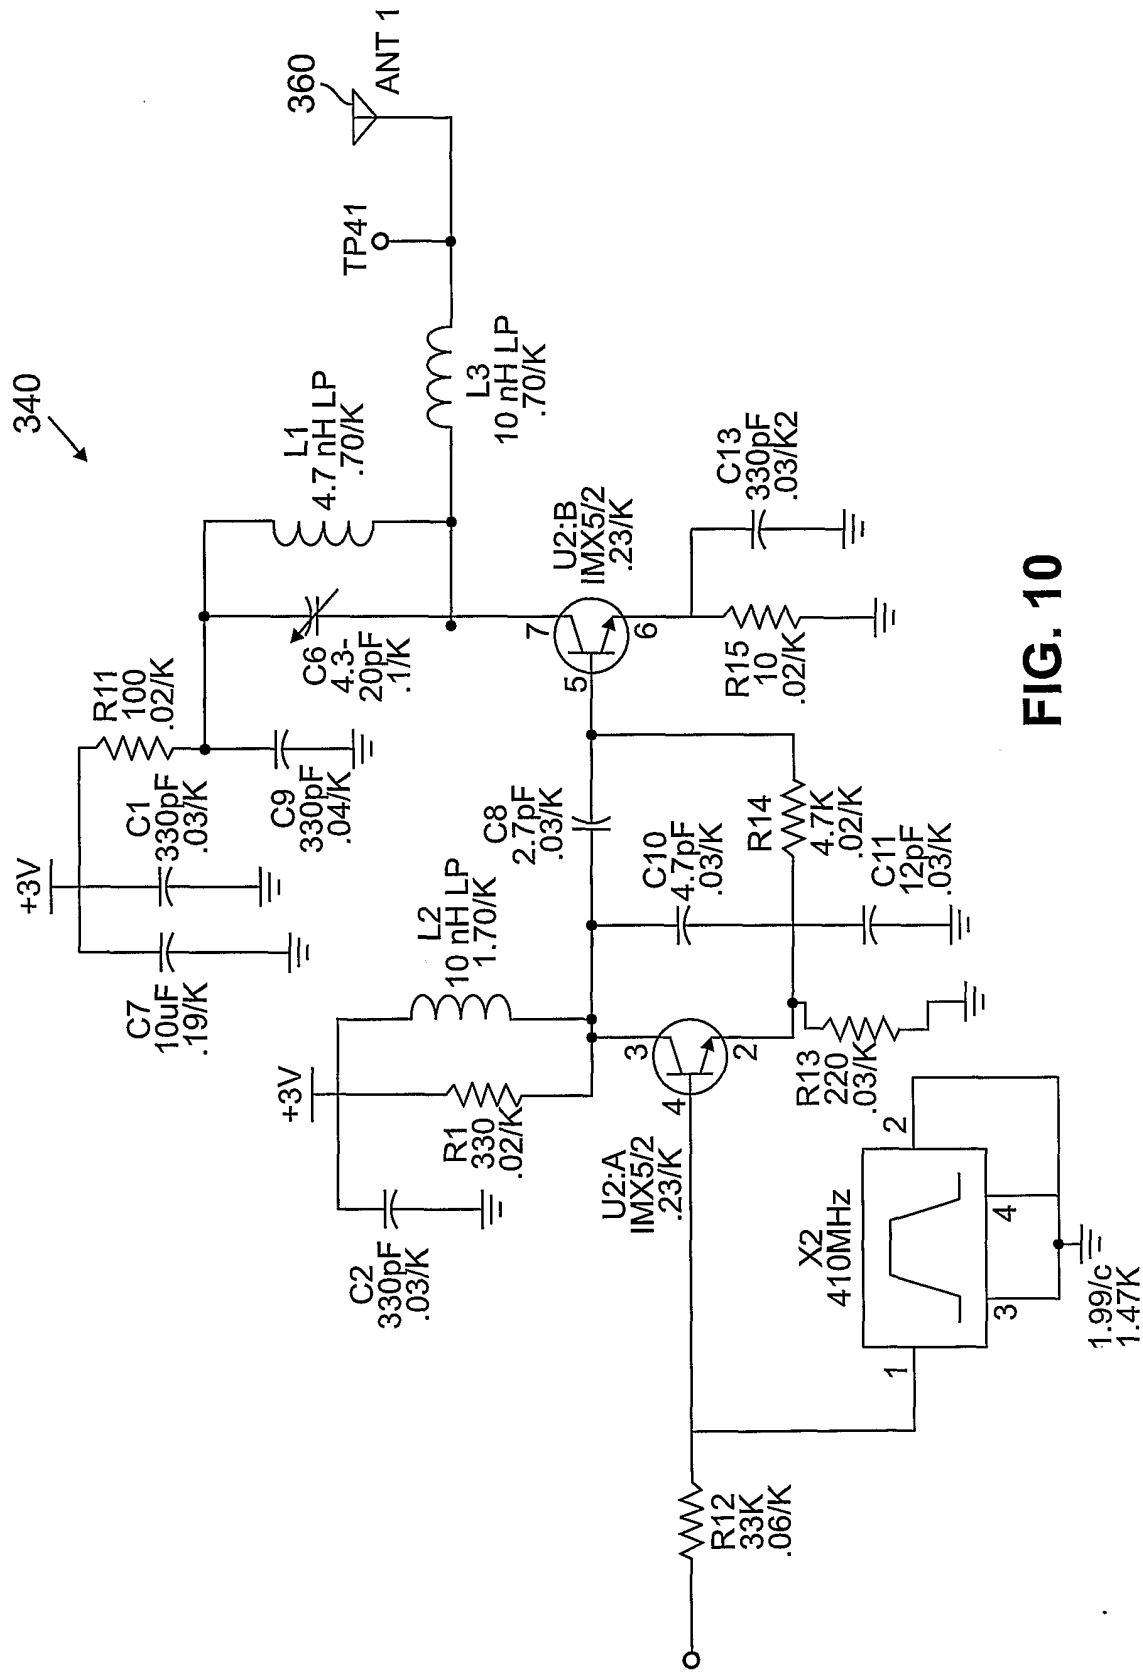 340
+3V
C7
10uF
.19/K
C1
330pF
.03/K
R11
100
.02/K
C9
330pF
.04/K
C6
4.3-
20pF
.1/K
L1
4.7 nH LP
.70/K
360
ANT 1
TP41
L3
10 nH LP
.70/K
+3V
C2
330pF
.03/K
R1
330
.02/K
L2
10 nH LP
1.70/K
C8
2.7pF
.03/K
U2:B
IMX5/2
.23/K
7
5
6
C13
330pF
.03/K2
R15
10
.02/K
C10
4.7pF
.03/K
R14
4.7K
.02/K
C11
12pF
.03/K
U2:A
IMX5/2
.23/K
3
4
2
R13
220
.03/K
R12
33K
.06/K
X2
410MHz
1
2
3
4
1.99/c
1.47K
FIG. 10